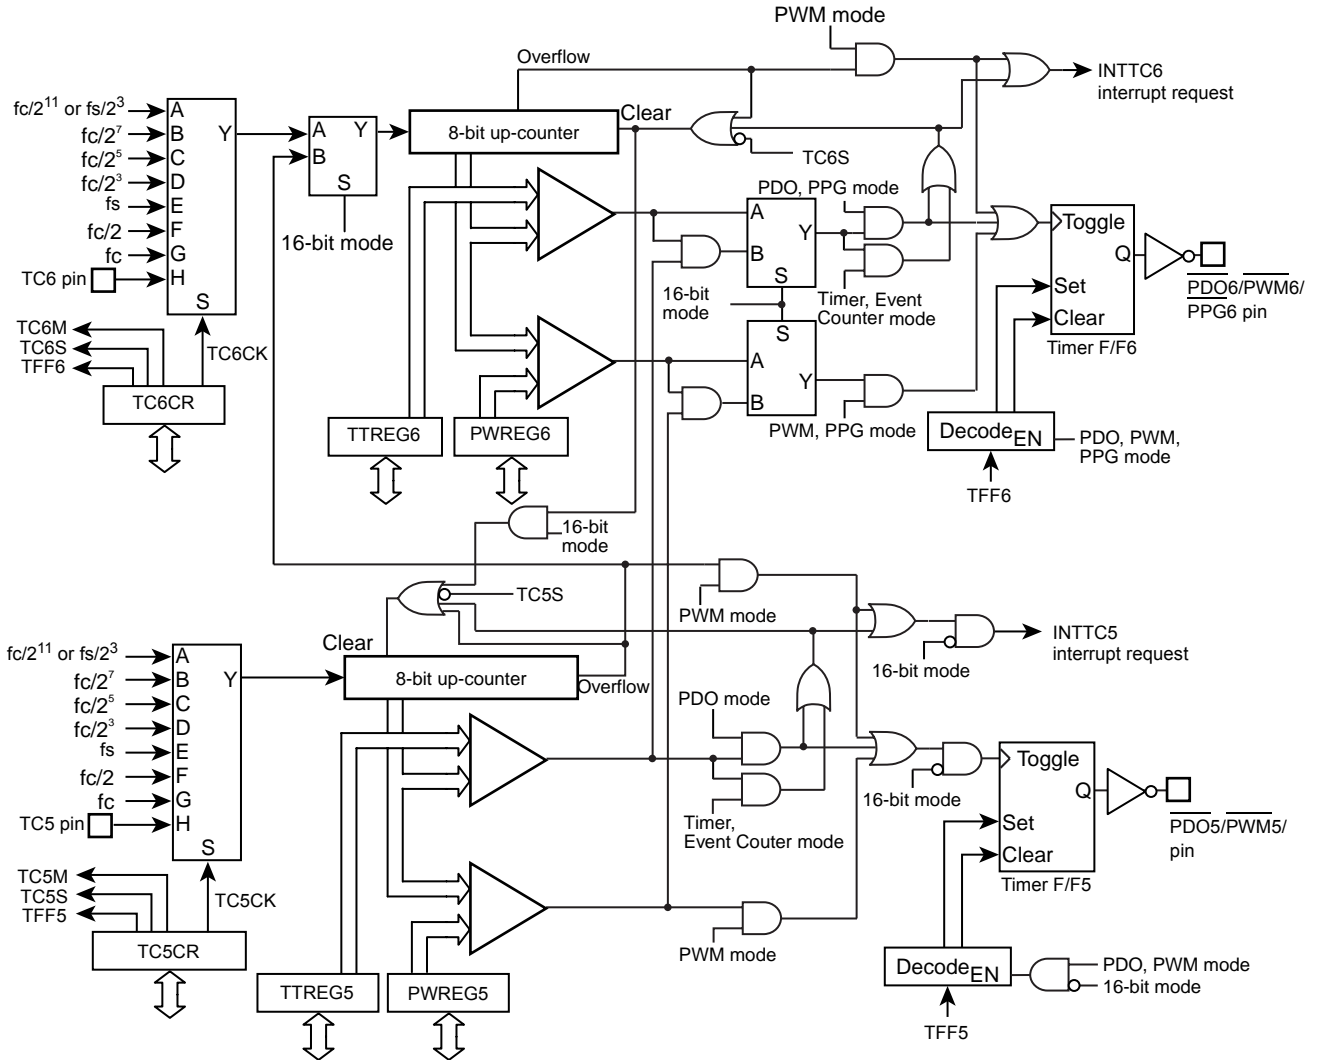 PWM mode
Overflow
INTTC6
interrupt request
fc/2¹¹ or fs/2³
fc/2⁷
fc/2⁵
fc/2³
fs
fc/2
fc
TC6 pin
A
B
C
D
E
F
G
H
Y
S
A
B
Y
S
16-bit mode
8-bit up-counter
Clear
TC6S
PDO, PPG mode
A
B
Y
S
16-bit
mode
Timer, Event
Counter mode
S
A
B
Y
PWM, PPG mode
Toggle
Q
Set
Clear
Timer F/F6
PDO6/PWM6/
PPG6 pin
TC6M
TC6S
TFF6
TC6CK
TC6CR
TTREG6
PWREG6
Decode
EN
PDO, PWM,
PPG mode
TFF6
16-bit
mode
TC5S
PWM mode
INTTC5
interrupt request
16-bit mode
Clear
fc/2¹¹ or fs/2³
fc/2⁷
fc/2⁵
fc/2³
fs
fc/2
fc
TC5 pin
A
B
C
D
E
F
G
H
Y
S
8-bit up-counter
Overflow
PDO mode
Timer,
Event Couter mode
16-bit mode
Toggle
Q
Set
Clear
Timer F/F5
PDO5/PWM5/
pin
TC5M
TC5S
TFF5
TC5CK
TC5CR
TTREG5
PWREG5
PWM mode
Decode
EN
PDO, PWM mode
16-bit mode
TFF5